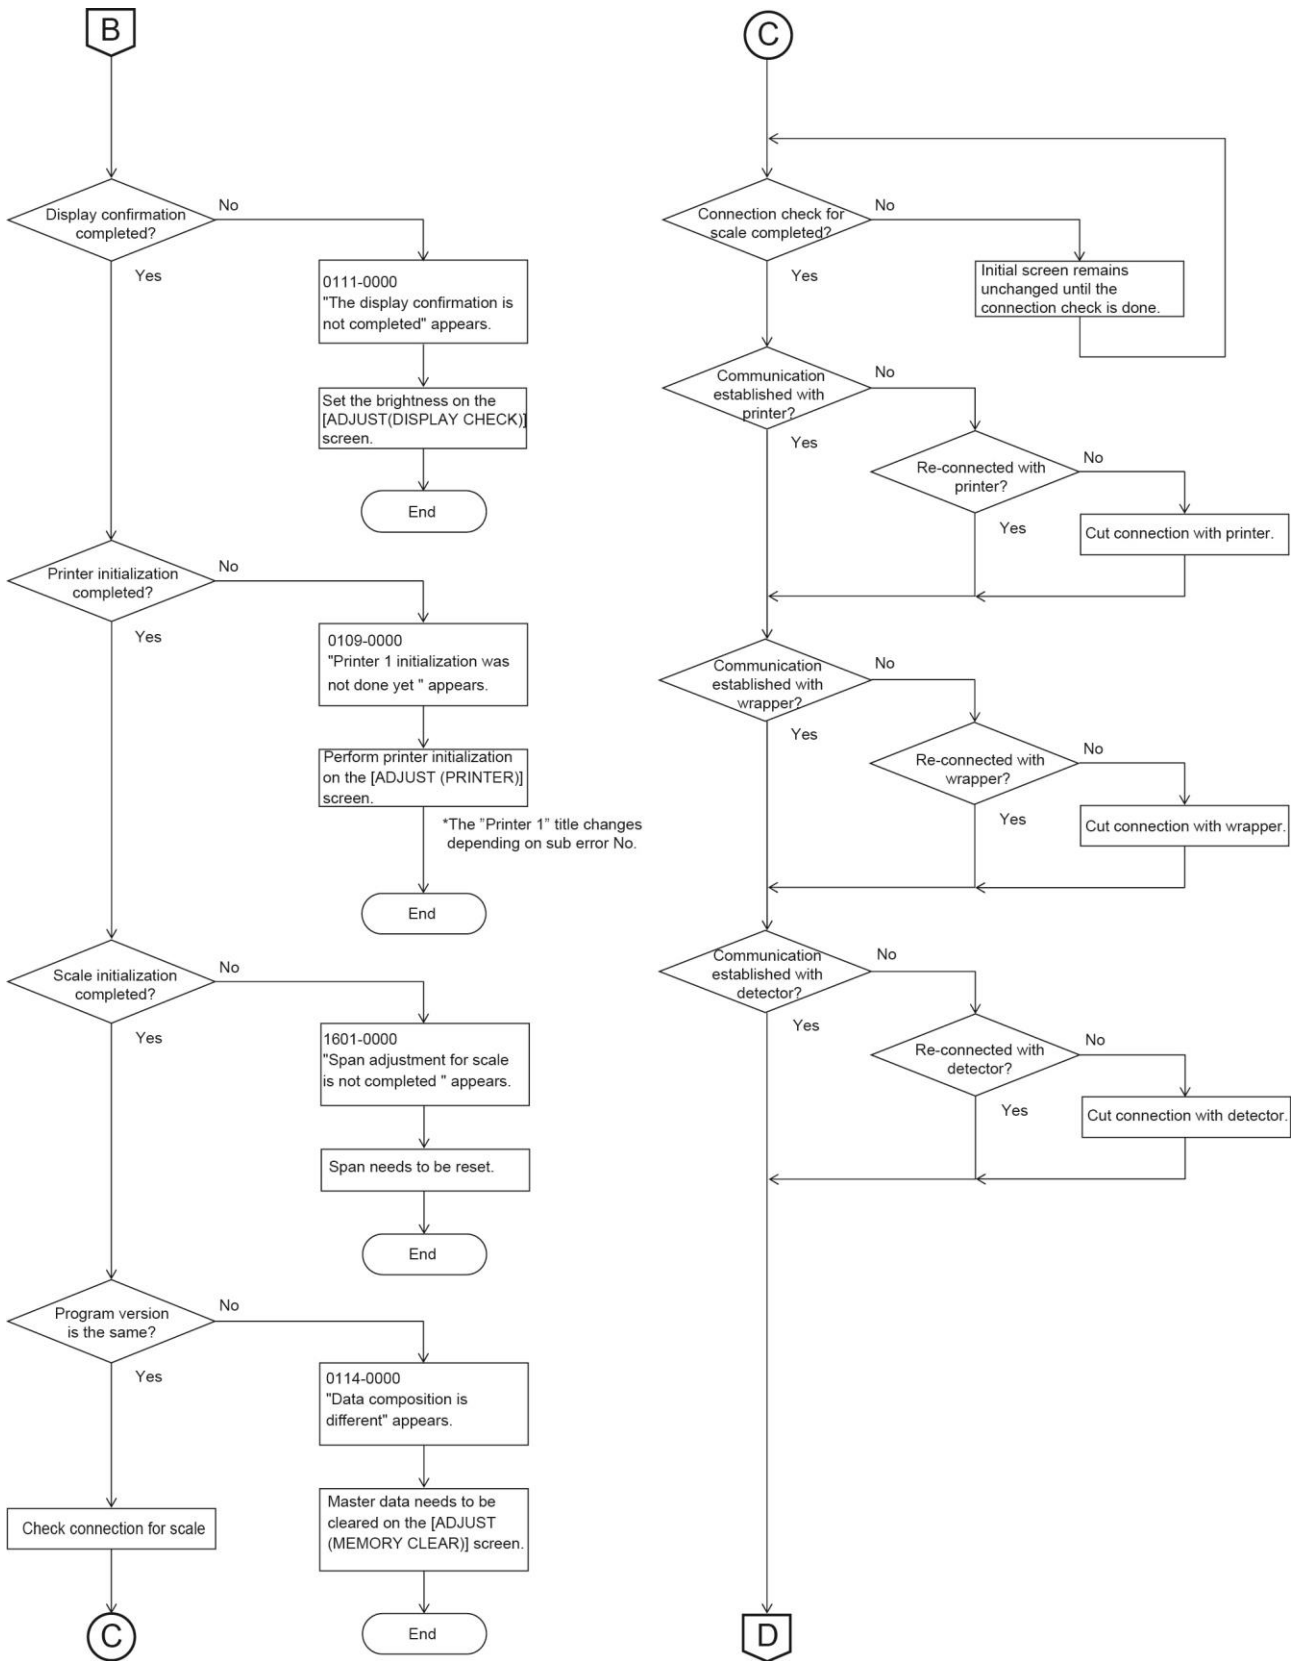 B
Display confirmation
completed?
No
Yes
0111-0000
"The display confirmation is
not completed" appears.
Set the brightness on the
[ADJUST(DISPLAY CHECK)]
screen.
End
Printer initialization
completed?
No
Yes
0109-0000
"Printer 1 initialization was
not done yet " appears.
Perform printer initialization
on the [ADJUST (PRINTER)]
screen.
*The ”Printer 1” title changes
depending on sub error No.
End
Scale initialization
completed?
No
Yes
1601-0000
"Span adjustment for scale
is not completed " appears.
Span needs to be reset.
End
Program version
is the same?
No
Yes
0114-0000
"Data composition is
different" appears.
Master data needs to be
cleared on the [ADJUST
(MEMORY CLEAR)] screen.
End
Check connection for scale
C
C
Connection check for
scale completed?
No
Yes
Initial screen remains
unchanged until the
connection check is done.
Communication
established with
printer?
No
Yes
Re-connected with
printer?
No
Yes
Cut connection with printer.
Communication
established with
wrapper?
No
Yes
Re-connected with
wrapper?
No
Yes
Cut connection with wrapper.
Communication
established with
detector?
No
Yes
Re-connected with
detector?
No
Yes
Cut connection with detector.
D